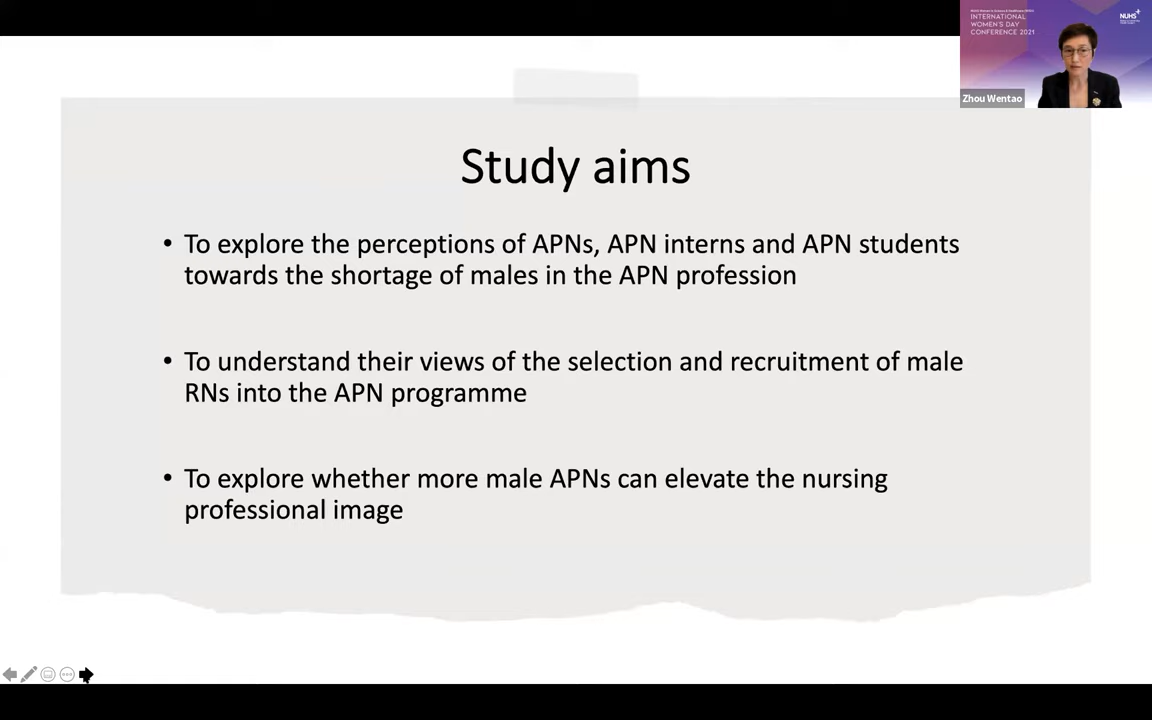 INTERNATIONAL
WOMEN'S DAY
CONFERENCE 2021
NUHS
Zhou Wentao
Study aims
• To explore the perceptions of APNs, APN interns and APN students
towards the shortage of males in the APN profession
• To understand their views of the selection and recruitment of male
RNs into the APN programme
• To explore whether more male APNs can elevate the nursing
professional image